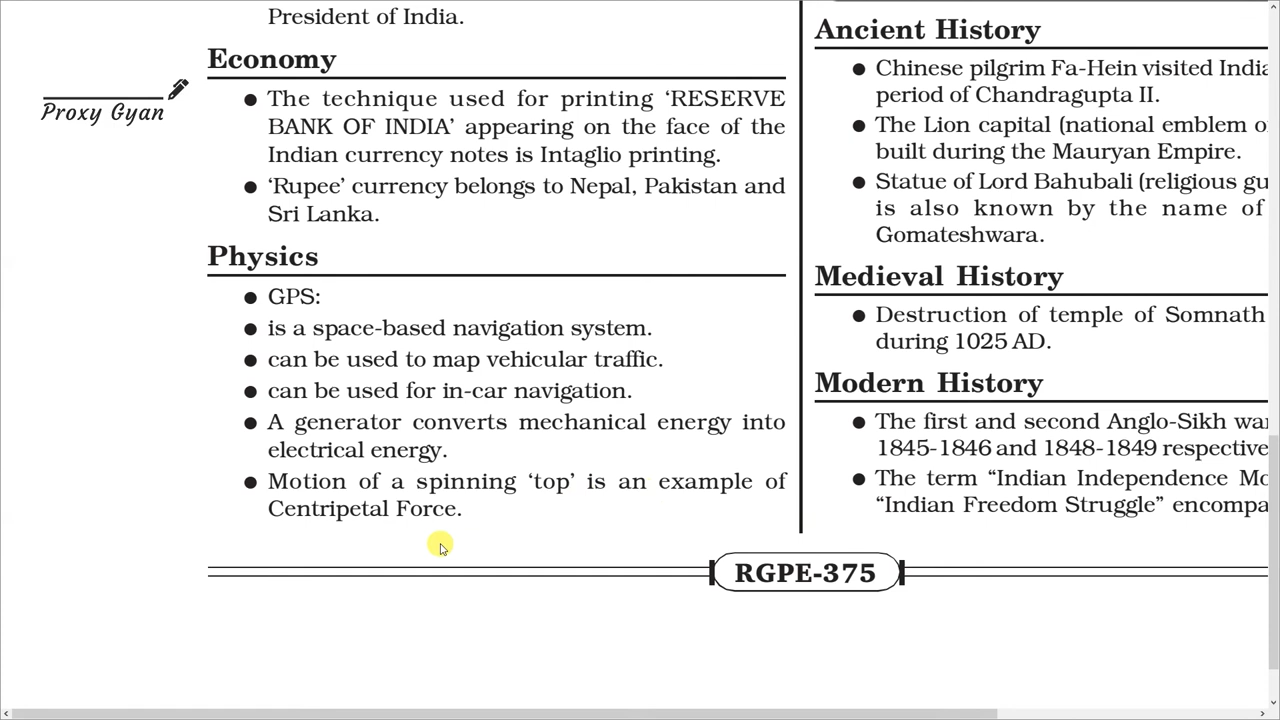 President of India.
Economy
Proxy Gyan
● The technique used for printing ‘RESERVE
BANK OF INDIA’ appearing on the face of the
Indian currency notes is Intaglio printing.
● ‘Rupee’ currency belongs to Nepal, Pakistan and
Sri Lanka.
Physics
● GPS:
● is a space-based navigation system.
● can be used to map vehicular traffic.
● can be used for in-car navigation.
● A generator converts mechanical energy into
electrical energy.
● Motion of a spinning ‘top’ is an example of
Centripetal Force.
Ancient History
● Chinese pilgrim Fa-Hein visited India
period of Chandragupta II.
● The Lion capital (national emblem
built during the Mauryan Empire.
● Statue of Lord Bahubali (religious
is also known by the name of
Gomateshwara.
Medieval History
● Destruction of temple of Somnath
during 1025 AD.
Modern History
● The first and second Anglo-Sikh
1845-1846 and 1848-1849
● The term “Indian Independence
“Indian Freedom Struggle”
RGPE-375